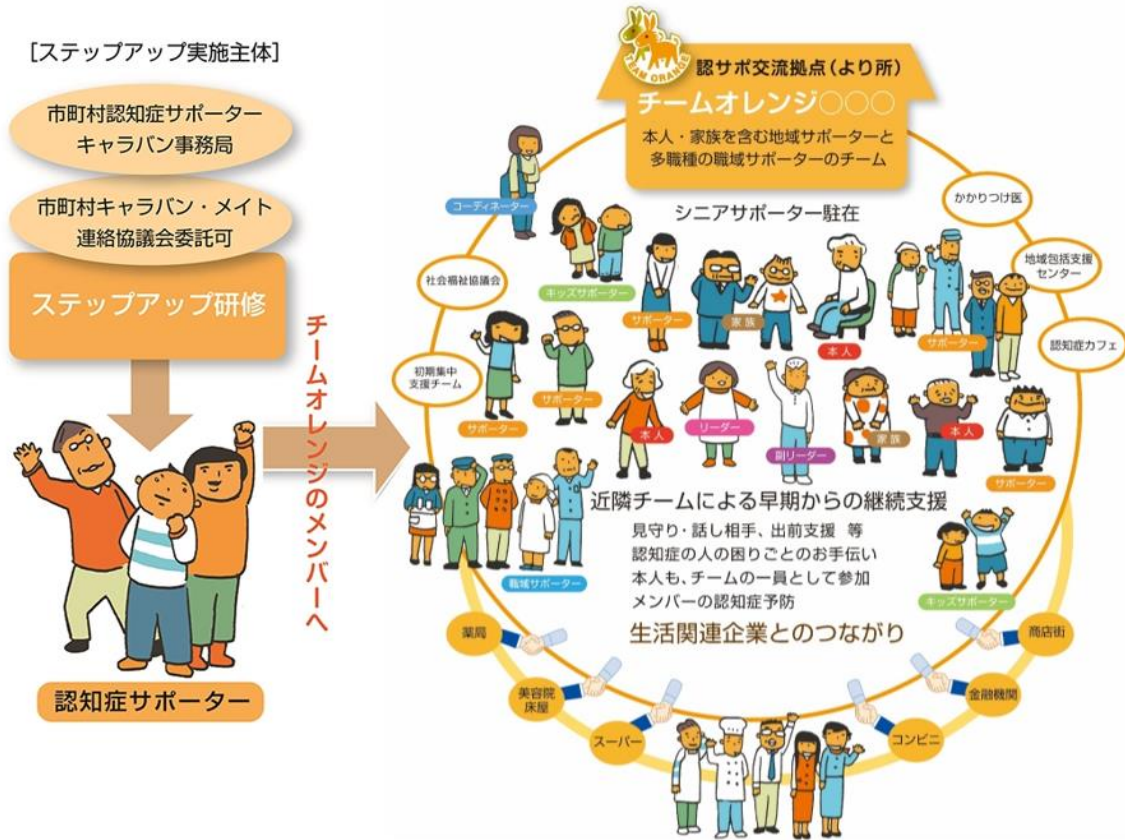 [ステップアップ実施主体]
市町村認知症サポーター
キャラバン事務局
市町村キャラバン・メイト
連絡協議会委託可
ステップアップ研修
チームオレンジのメンバーへ
認知症サポーター
TEAM ORANGE
認サポ交流拠点(より所)
チームオレンジ○○○
本人・家族を含む地域サポーターと
多職種の職域サポーターのチーム
シニアサポーター駐在
コーディネーター
キッズサポーター
サポーター
家族
本人
サポーター
かかりつけ医
地域包括支援
センター
認知症カフェ
社会福祉協議会
初期集中
支援チーム
サポーター
サポーター
本人
リーダー
副リーダー
家族
本人
サポーター
職域サポーター
近隣チームによる早期からの継続支援
見守り・話し相手、出前支援 等
認知症の人の困りごとのお手伝い
本人も、チームの一員として参加
メンバーの認知症予防
キッズサポーター
生活関連企業とのつながり
薬局
美容院
床屋
スーパー
コンビニ
金融機関
商店街